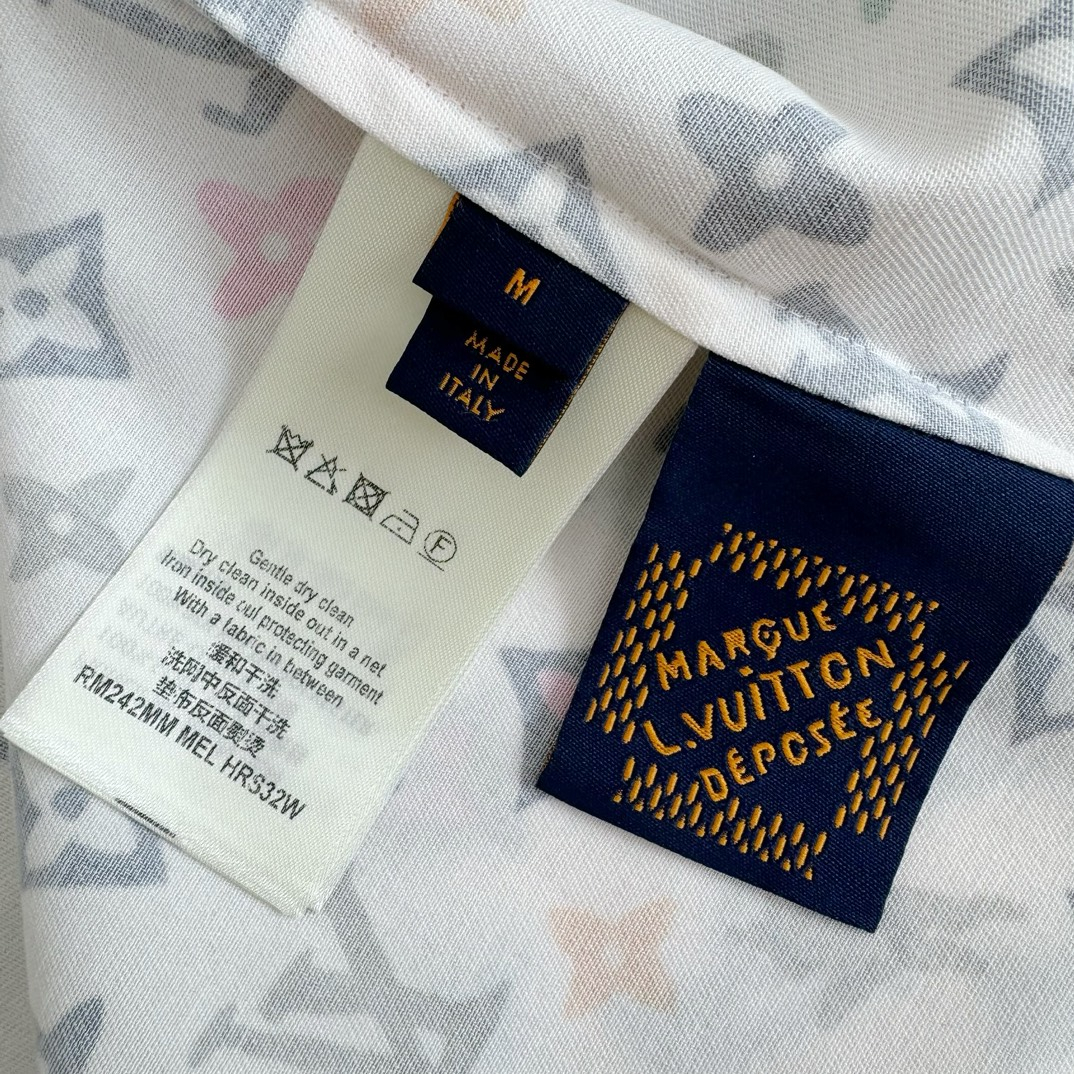 M
MADE
IN
ITALY
F
Gentle dry clean
Dry clean inside out in a net
Iron inside out protecting garment
With a fabric in between
缓和干洗
洗网中反面干洗
垫布反面熨烫
RM242MM MEL HRS32W
MARQUE
L.VUITTON
DÉPOSÉE